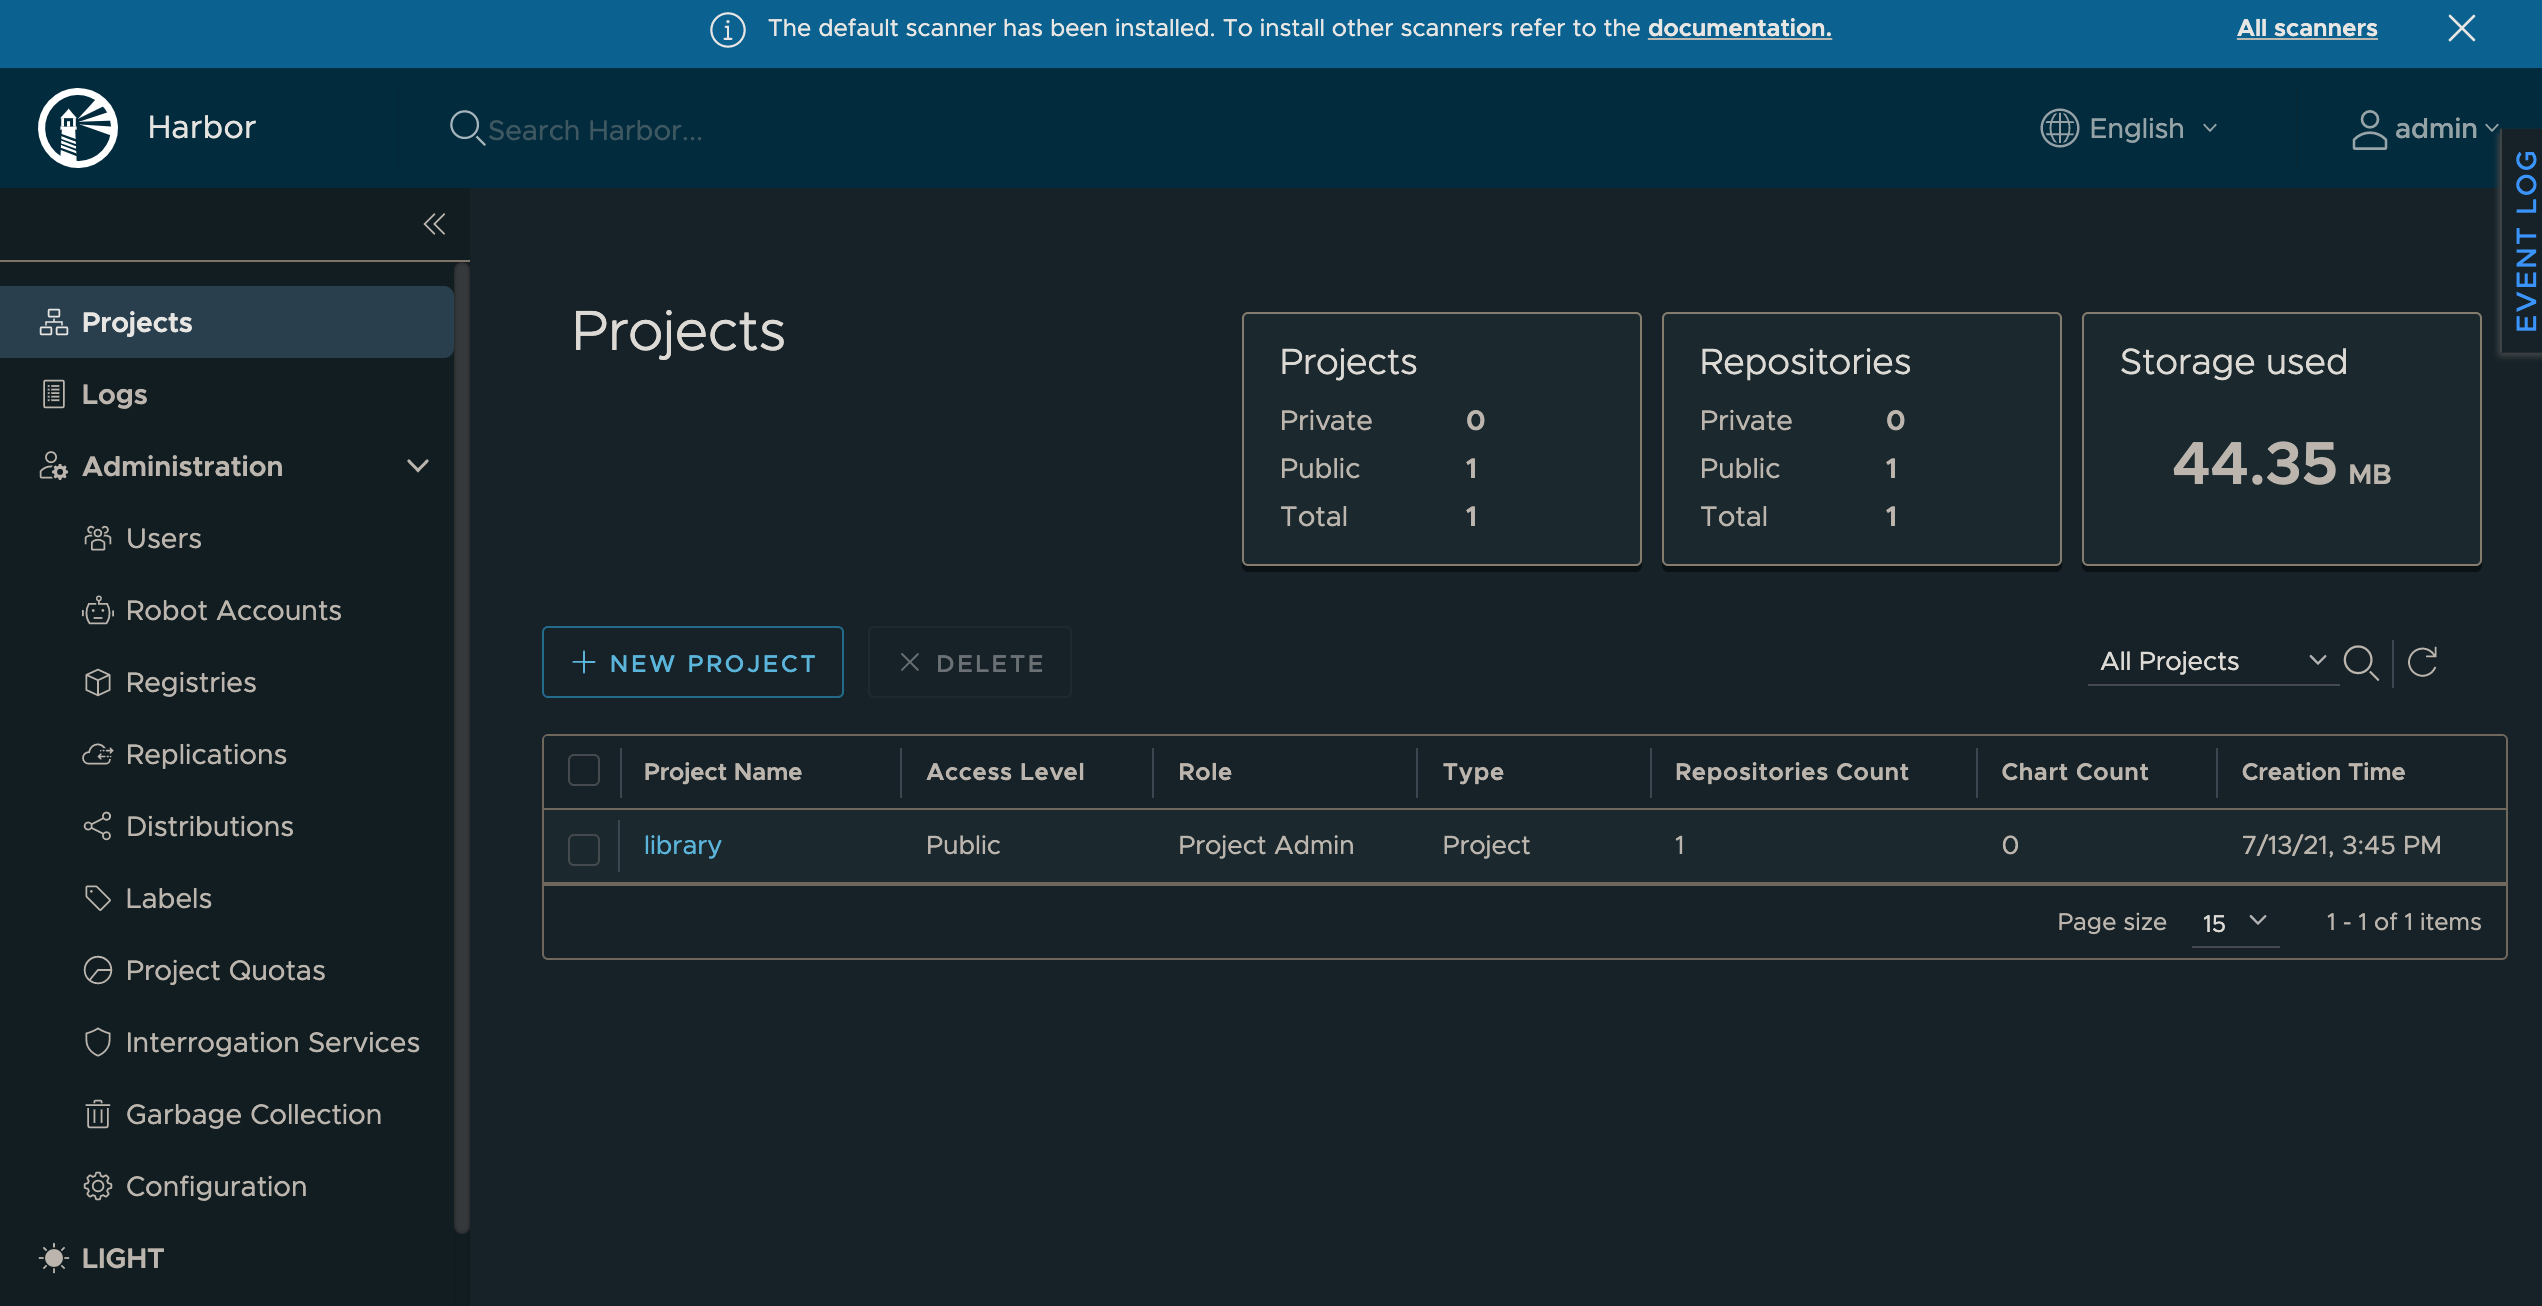 The default scanner has been installed. To install other scanners refer to the documentation.
All scanners
Harbor
Search Harbor...
English
admin
EVENT LOG
Projects
Logs
Administration
Users
Robot Accounts
Registries
Replications
Distributions
Labels
Project Quotas
Interrogation Services
Garbage Collection
Configuration
LIGHT
Projects
Projects
Private 0
Public 1
Total 1
Repositories
Private 0
Public 1
Total 1
Storage used
44.35 MB
NEW PROJECT
DELETE
All Projects
Project Name Access Level Role Type Repositories Count Chart Count Creation Time
library Public Project Admin Project 1 0 7/13/21, 3:45 PM
Page size 15 1 - 1 of 1 items